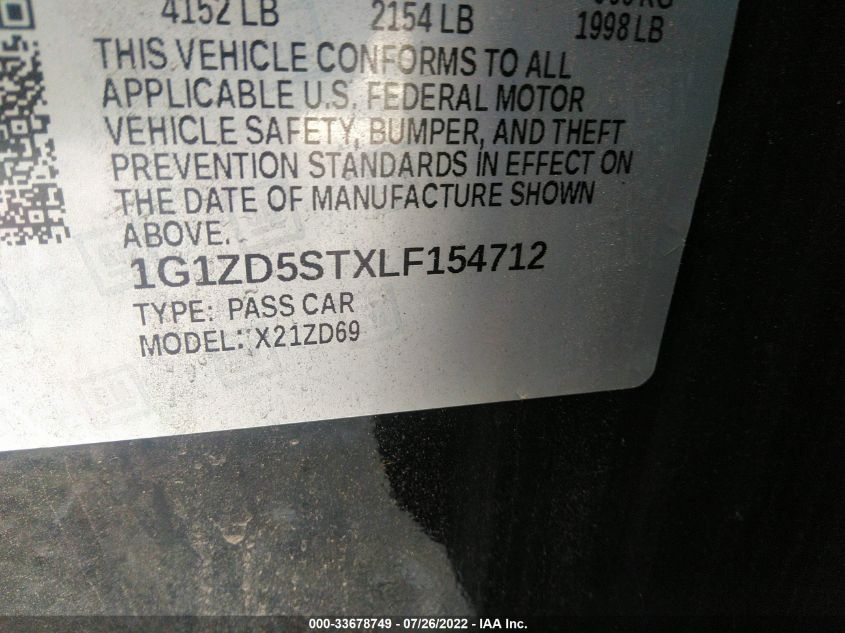 4152 LB 2154 LB 1998 LB
THIS VEHICLE CONFORMS TO ALL
APPLICABLE U.S. FEDERAL MOTOR
VEHICLE SAFETY, BUMPER, AND THEFT
PREVENTION STANDARDS IN EFFECT ON
THE DATE OF MANUFACTURE SHOWN
ABOVE.
1G1ZD5STXLF154712
TYPE: PASS CAR
MODEL: X21ZD69
000-33678749 / 07/26/2022 - IAA Inc.